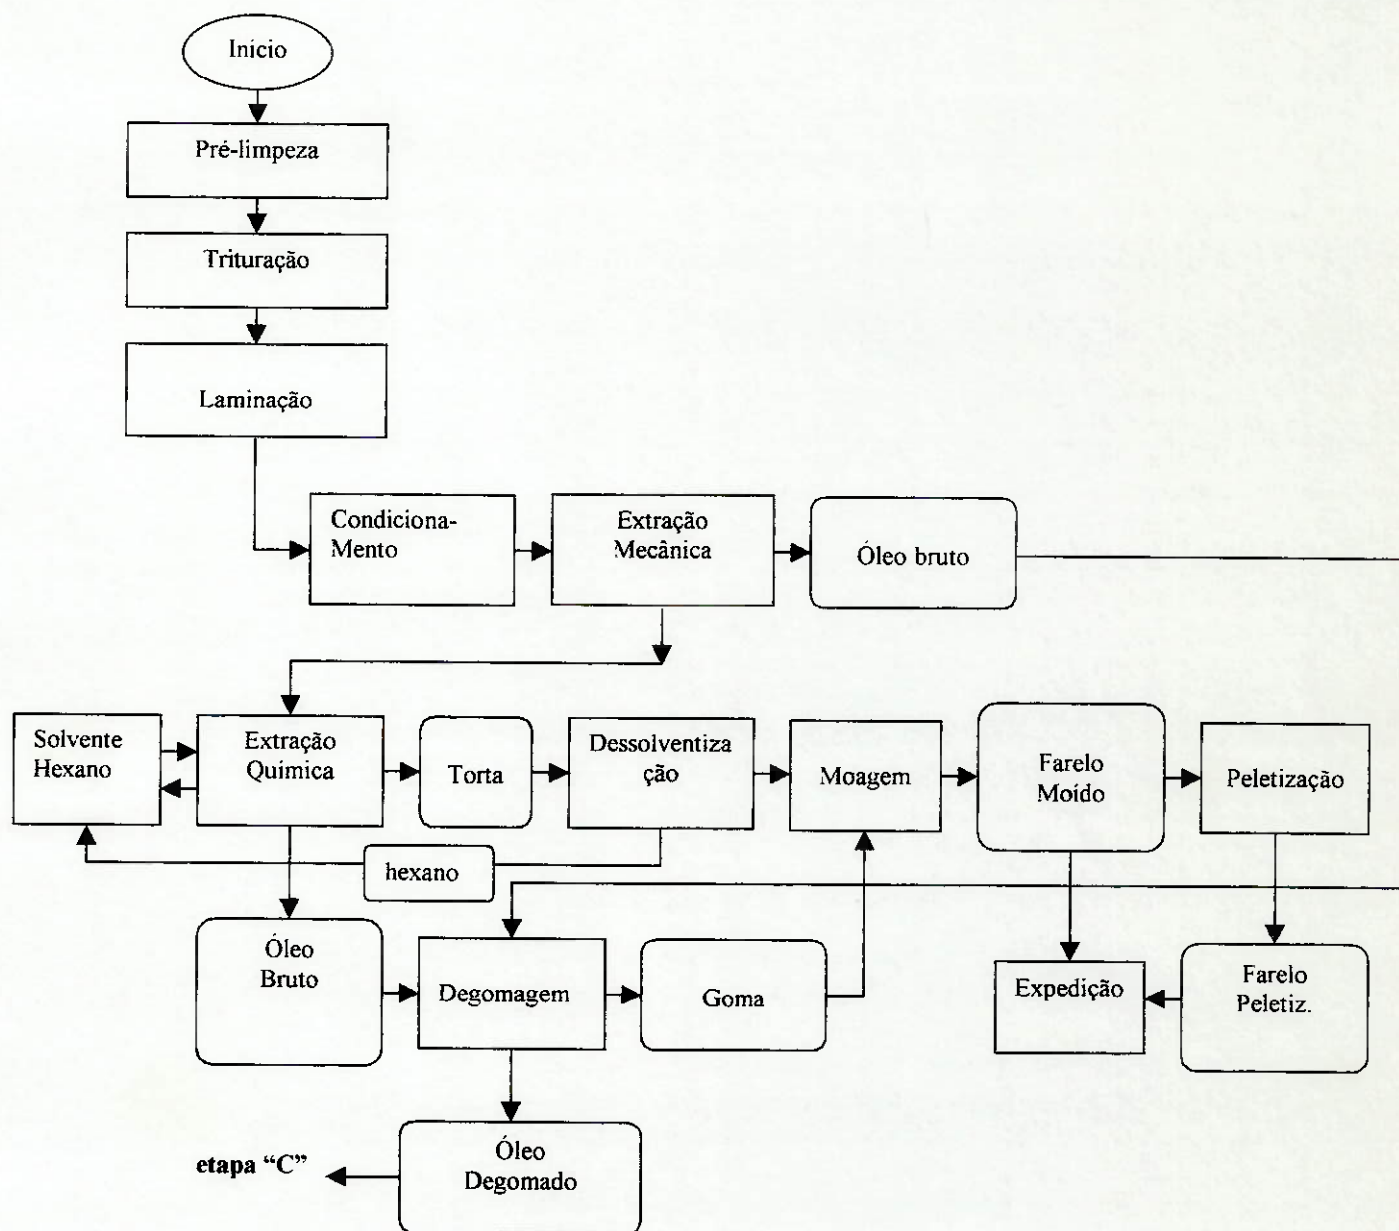 Início
Pré-limpeza
Trituração
Laminação
Condiciona-
Mento
Extração
Mecânica
Óleo bruto
Solvente
Hexano
Extração
Química
Torta
Dessolventiza
ção
Moagem
Farelo
Moído
Peletização
hexano
Óleo
Bruto
Degomagem
Goma
Expedição
Farelo
Peletiz.
etapa “C”
Óleo
Degomado